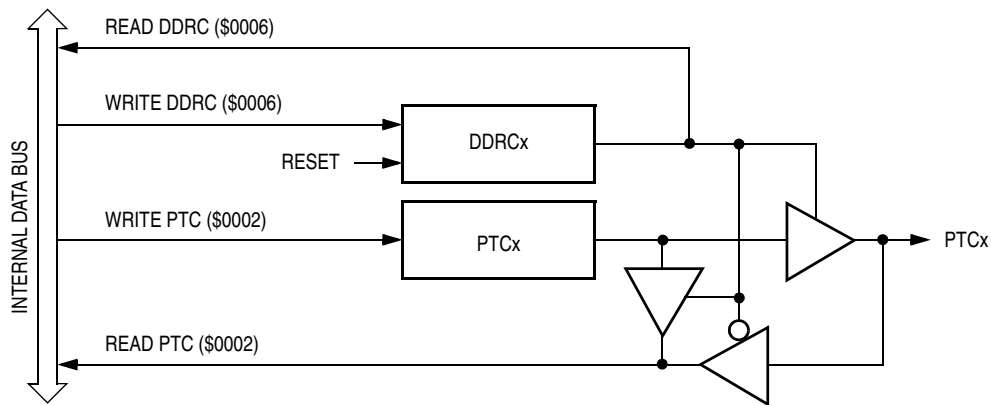 READ DDRC ($0006)
WRITE DDRC ($0006)
DDRCx
RESET
INTERNAL DATA BUS
WRITE PTC ($0002)
PTCx
PTCx
READ PTC ($0002)